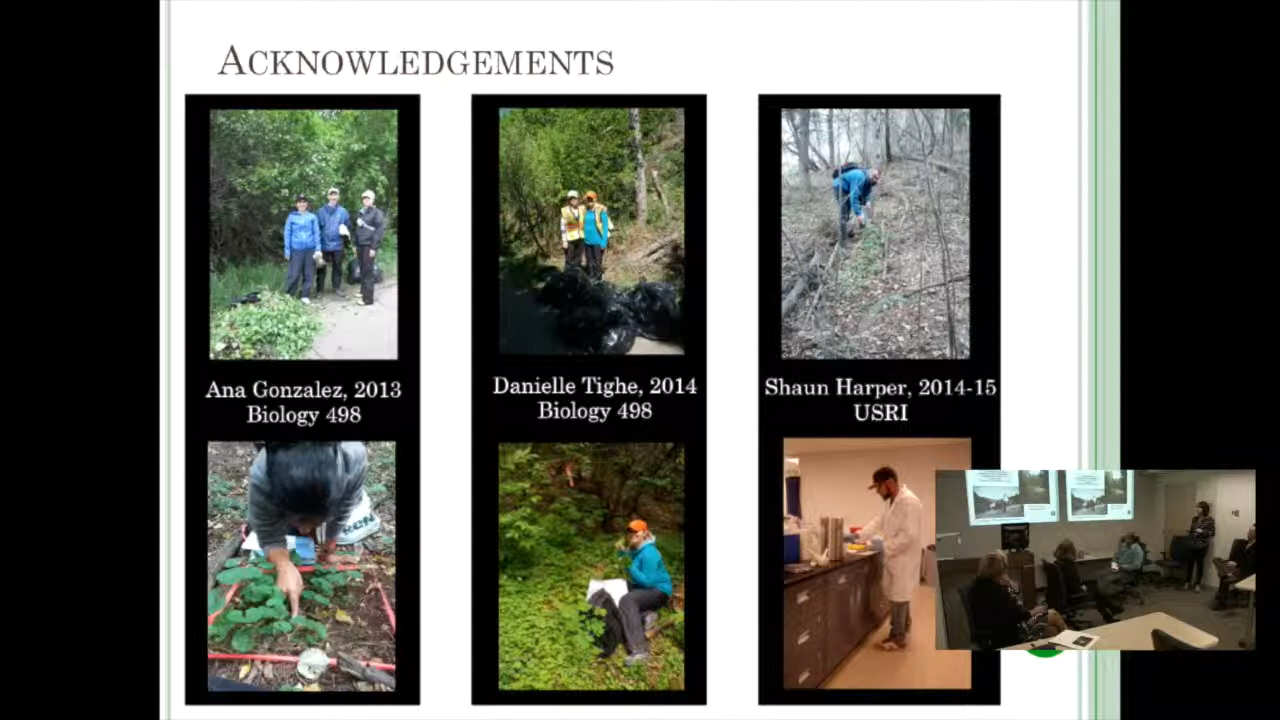 ACKNOWLEDGEMENTS
Ana Gonzalez, 2013
Biology 498
Danielle Tighe, 2014
Biology 498
Shaun Harper, 2014-15
USRI